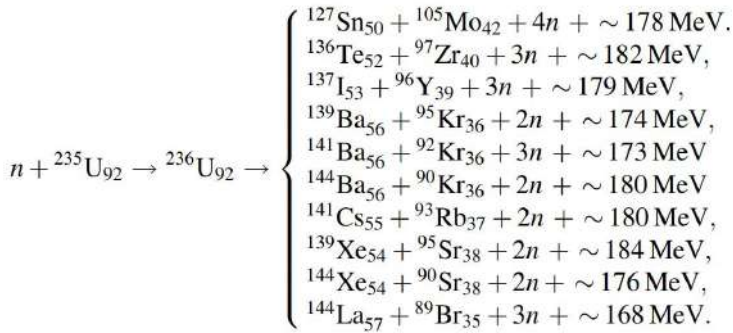 ¹²⁷Sn₅₀ + ¹⁰⁵Mo₄₂ + 4n + ∼ 178 MeV.
¹³⁶Te₅₂ + ⁹⁷Zr₄₀ + 3n + ∼ 182 MeV,
¹³⁷I₅₃ + ⁹⁶Y₃₉ + 3n + ∼ 179 MeV,
¹³⁹Ba₅₆ + ⁹⁵Kr₃₆ + 2n + ∼ 174 MeV,
n + ²³⁵U₉₂ → ²³⁶U₉₂ → {
¹⁴¹Ba₅₆ + ⁹²Kr₃₆ + 3n + ∼ 173 MeV
¹⁴⁴Ba₅₆ + ⁹⁰Kr₃₆ + 2n + ∼ 180 MeV
¹⁴¹Cs₅₅ + ⁹³Rb₃₇ + 2n + ∼ 180 MeV,
¹³⁹Xe₅₄ + ⁹⁵Sr₃₈ + 2n + ∼ 184 MeV,
¹⁴⁴Xe₅₄ + ⁹⁰Sr₃₈ + 2n + ∼ 176 MeV,
¹⁴⁴La₅₇ + ⁸⁹Br₃₅ + 3n + ∼ 168 MeV.